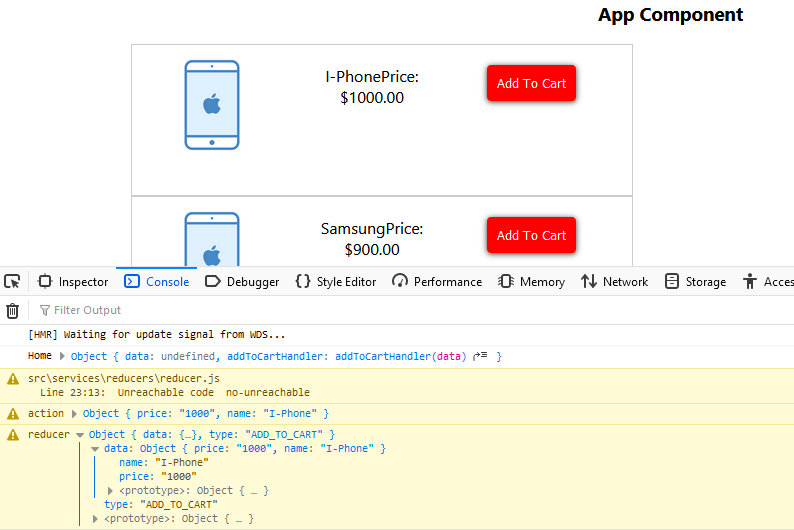 App Component
I-PhonePrice:
$1000.00
Add To Cart
SamsungPrice:
$900.00
Add To Cart
Inspector Console Debugger {} Style Editor Performance Memory Network Storage Acces
Filter Output
[HMR] Waiting for update signal from WDS...
Home ▶ Object { data: undefined, addToCartHandler: addToCartHandler(data) }
src\services\reducers\reducer.js
Line 23:13: Unreachable code no-unreachable
action ▶ Object { price: "1000", name: "I-Phone" }
reducer ▼ Object { data: {…}, type: "ADD_TO_CART" }
▼ data: Object { price: "1000", name: "I-Phone" }
name: "I-Phone"
price: "1000"
▶ <prototype>: Object { … }
type: "ADD_TO_CART"
▶ <prototype>: Object { … }